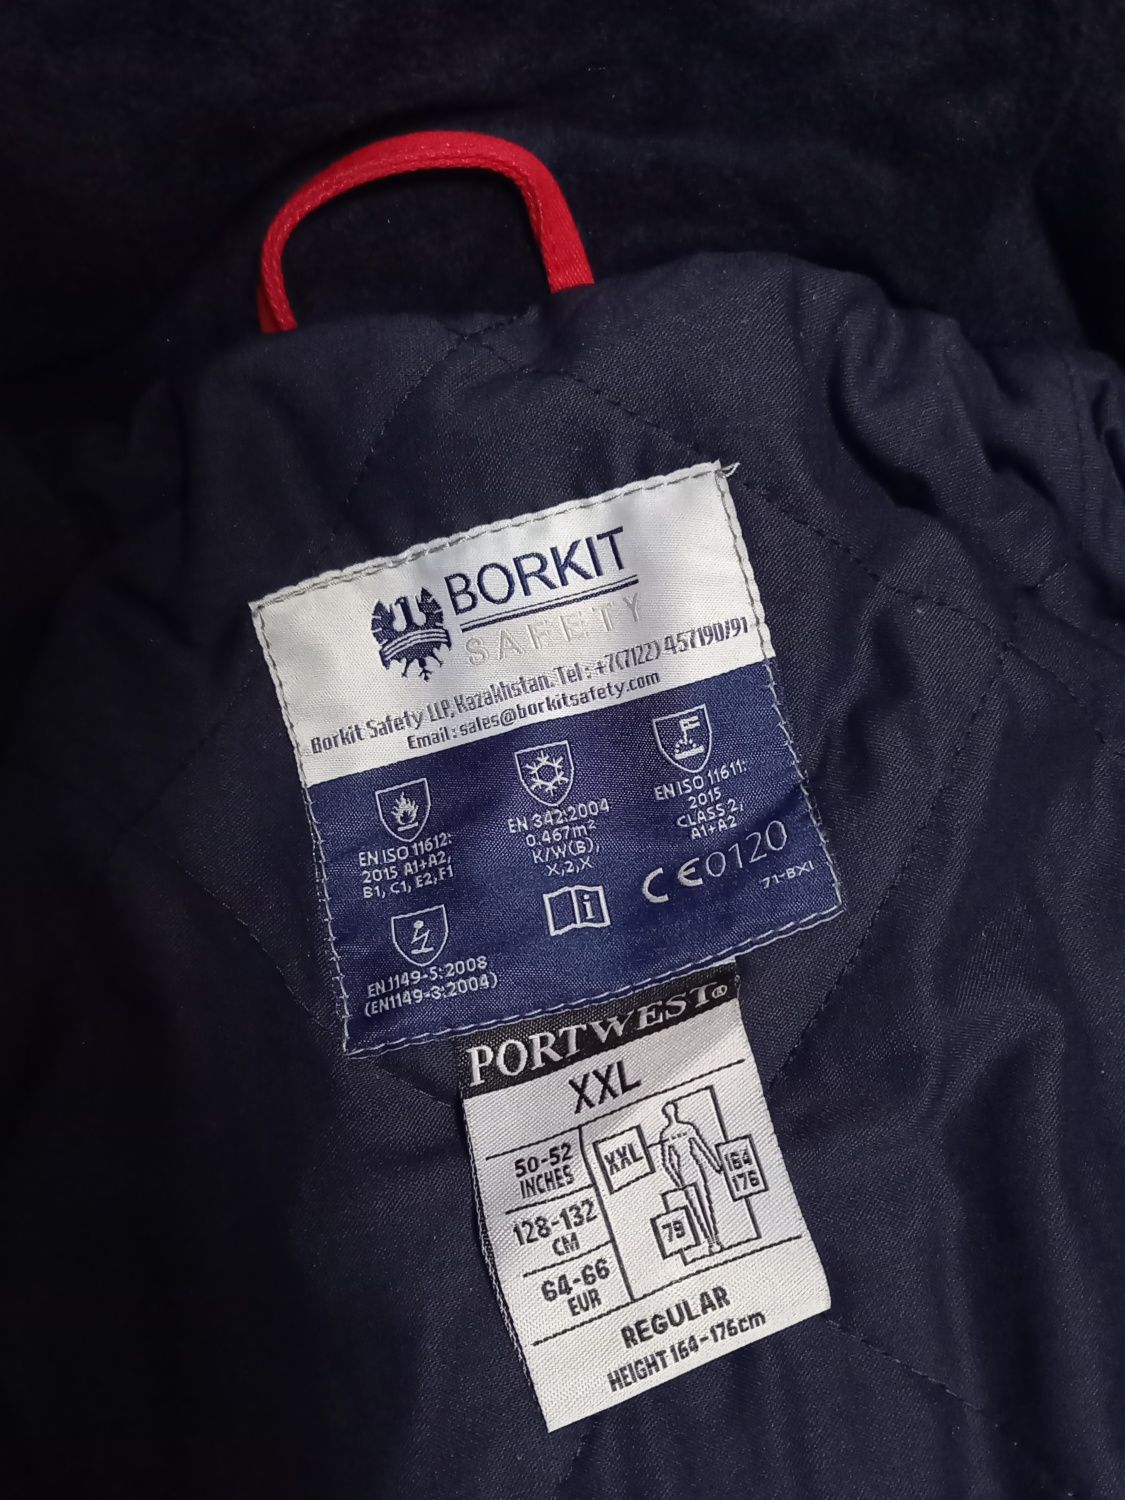 BORKIT
SAFETY
Borkit Safety LLP, Kazakhstan. Tel : +7(7122) 457190/91
Email : sales@borkitsafety.com
EN ISO 11612:
2015 A1+A2,
B1, C1, E2, F1
EN 342:2004
0.467m²
K/W(B),
X,2,X
EN ISO 11611:
2015
CLASS 2,
A1+A2
EN1149-5:2008
(EN1149-3:2004)
i
CE0120
71-BXI
PORTWEST®
XXL
50-52
INCHES
128-132
CM
64-66
EUR
XXL
164
176
79
REGULAR
HEIGHT 164-176cm